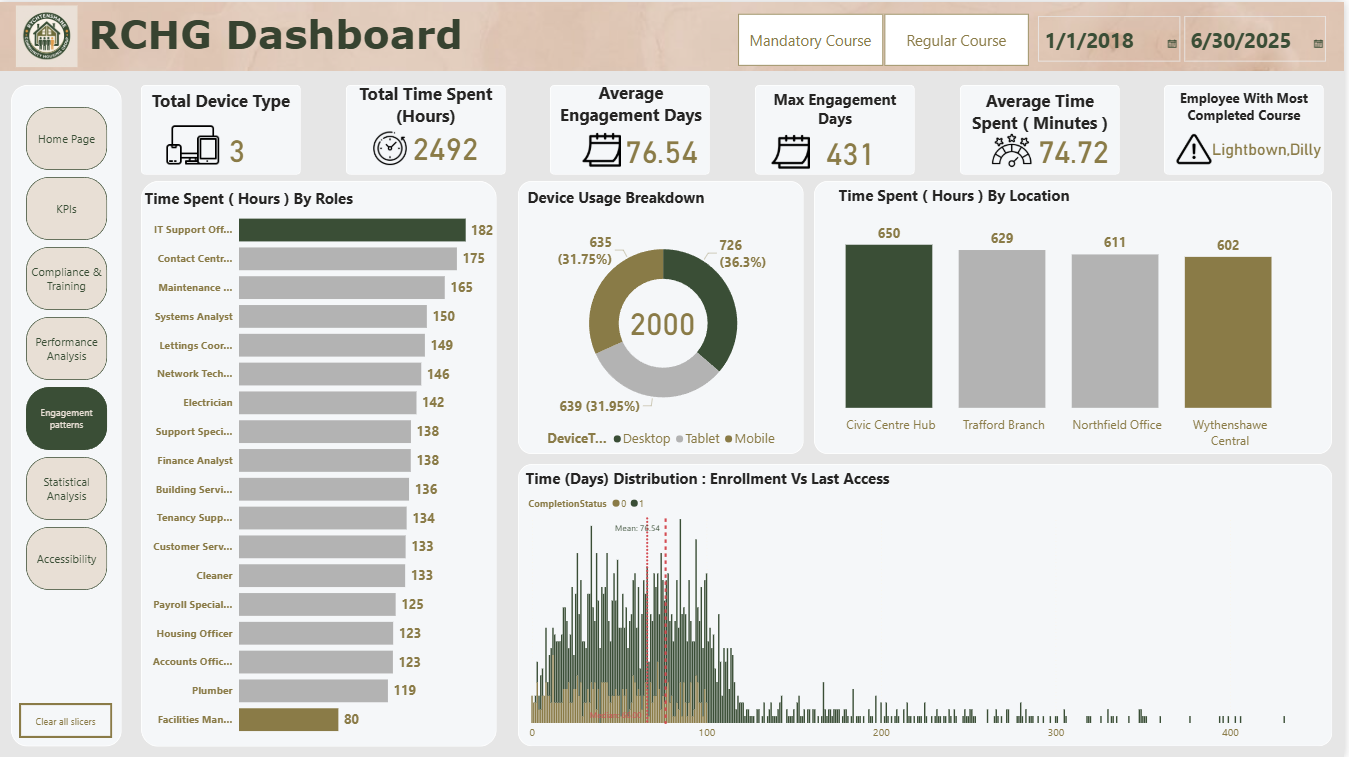 RCHG Dashboard
Mandatory Course
Regular Course
1/1/2018
6/30/2025
Home Page
KPIs
Compliance &
Training
Performance
Analysis
Engagement
patterns
Statistical
Analysis
Accessibility
Clear all slicers
Total Device Type
3
Total Time Spent
(Hours)
2492
Average
Engagement Days
76.54
Max Engagement
Days
431
Average Time
Spent ( Minutes )
74.72
Employee With Most
Completed Course
Lightbown,Dilly
Time Spent ( Hours ) By Roles
IT Support Off... 182
Contact Centr... 175
Maintenance ... 165
Systems Analyst 150
Lettings Coor... 149
Network Tech... 146
Electrician 142
Support Speci... 138
Finance Analyst 138
Building Servi... 136
Tenancy Supp... 134
Customer Serv... 133
Cleaner 133
Payroll Special... 125
Housing Officer 123
Accounts Offic... 123
Plumber 119
Facilities Man... 80
Device Usage Breakdown
635
(31.75%)
726
(36.3%)
2000
639 (31.95%)
DeviceT... Desktop Tablet Mobile
Time Spent ( Hours ) By Location
650 629 611 602
Civic Centre Hub Trafford Branch Northfield Office Wythenshawe
Central
Time (Days) Distribution : Enrollment Vs Last Access
CompletionStatus 0 1
Mean: 76.54
0 100 200 300 400